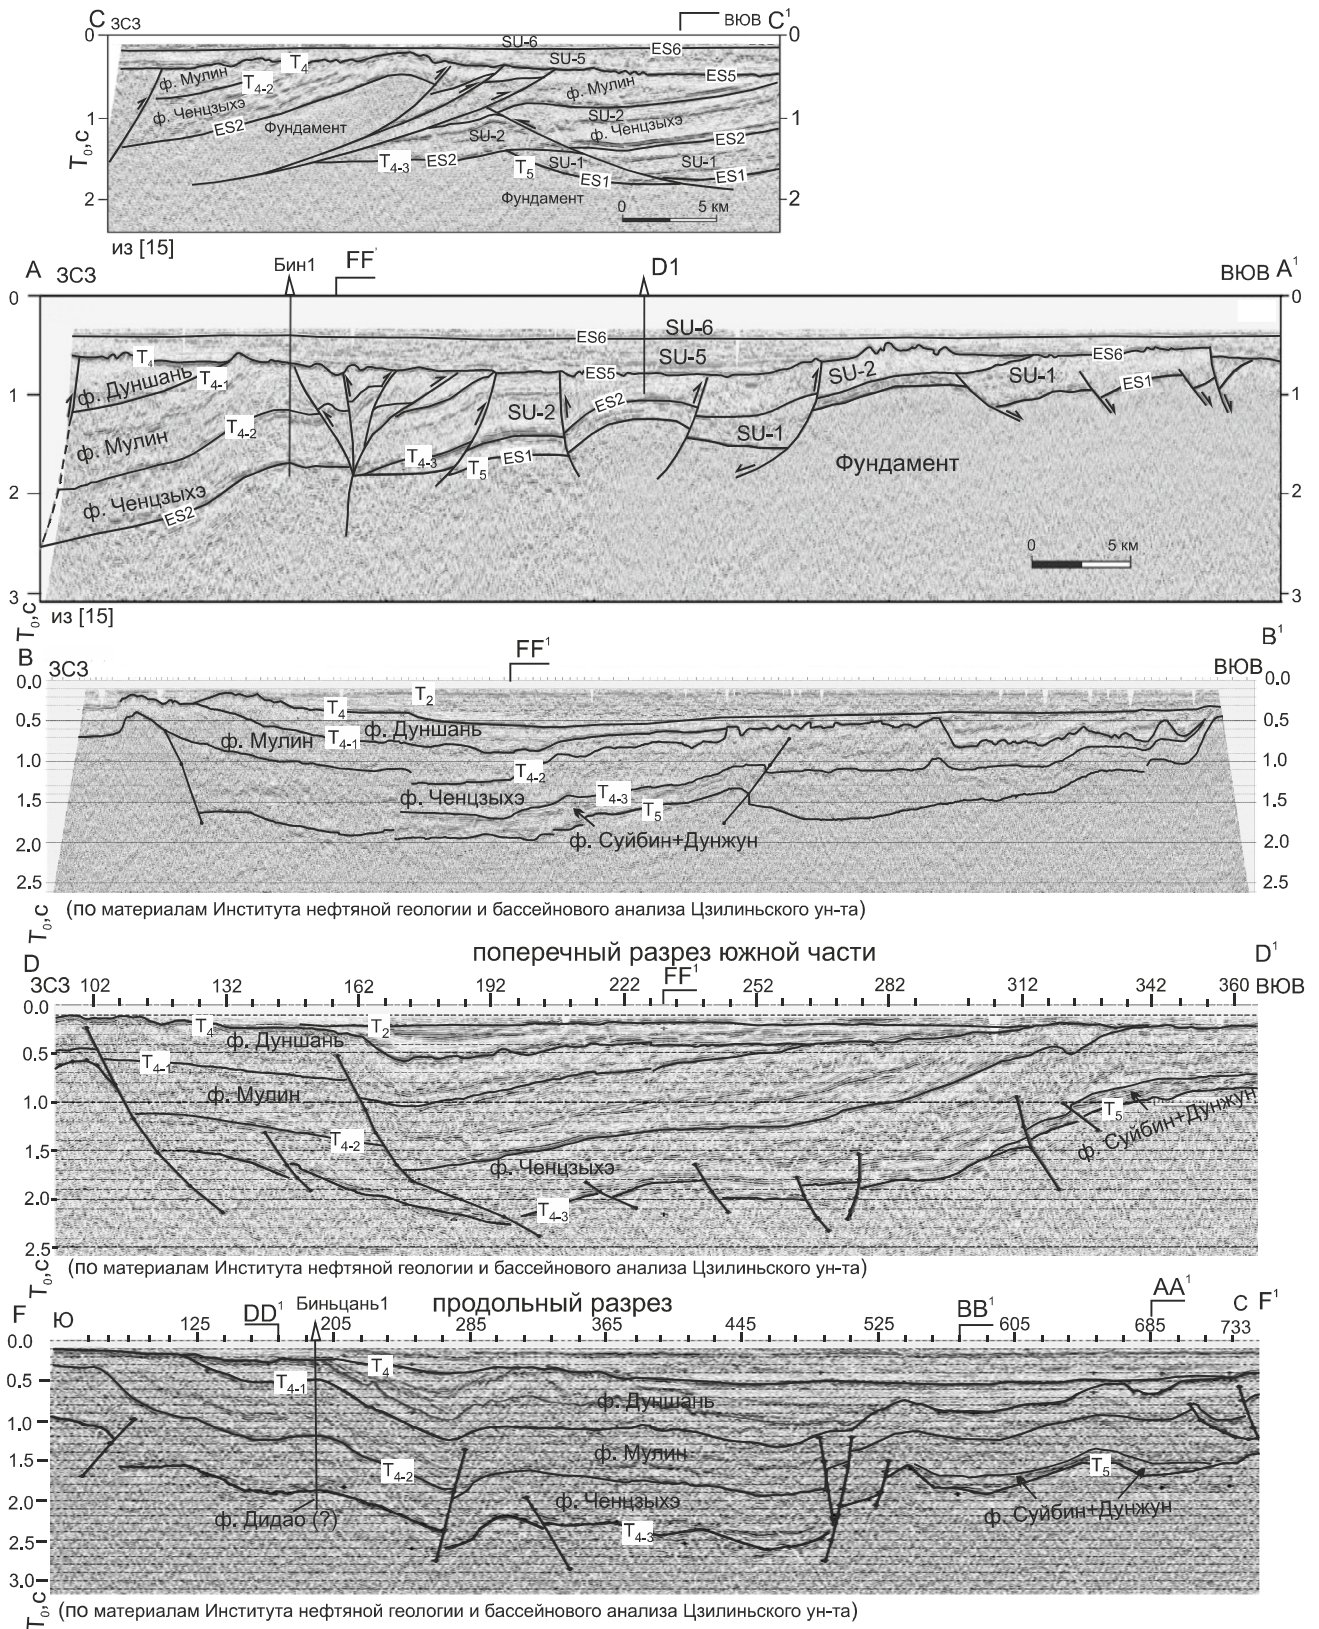 C ЗСЗ ВЮВ C¹
0 SU-6 ES6 0
T₄ SU-5
ф. Мулин T₄₋₂ ф. Мулин ES5
ф. Ченцзыхэ SU-2
1 ES2 Фундамент SU-2 ф. Ченцзыхэ ES2 1
T₄₋₃ ES2 T₅ SU-1 ES1 SU-1 ES1
2 Фундамент 0 5 км 2
T₀, с
из [15]
A ЗСЗ Бин1 FF' D1 ВЮВ A¹
0 0
SU-6
ES6
T₄ SU-5 ES6
ф. Дуншань T₄₋₁ ES5 SU-2 SU-1 ES1
1 ES2 1
T₄₋₂ SU-2
ф. Мулин T₄₋₃ SU-1
T₅ ES1 Фундамент
2 ф. Ченцзыхэ 2
ES2
0 5 км
3 3
T₀, с
из [15]
B ЗСЗ FF¹ ВЮВ B¹
0.0 T₂ 0.0
T₄
0.5 ф. Дуншань 0.5
ф. Мулин T₄₋₁
1.0 T₄₋₂ 1.0
ф. Ченцзыхэ T₄₋₃
1.5 T₅ 1.5
ф. Суйбин+Дунжун
2.0 2.0
2.5 2.5
T₀, с
(по материалам Института нефтяной геологии и бассейнового анализа Цзилиньского ун-та)
поперечный разрез южной части
D FF¹ D¹
ЗСЗ 102 132 162 192 222 252 282 312 342 360 ВЮВ
0.0
T₄ T₂
ф. Дуншань
0.5
T₄₋₁
ф. Мулин
1.0 T₅
T₄₋₂ ф. Суйбин+Дунжун
1.5
ф. Ченцзыхэ
2.0
T₄₋₃
2.5
T₀, с
(по материалам Института нефтяной геологии и бассейнового анализа Цзилиньского ун-та)
продольный разрез
F Ю DD¹ Биньцань1 BB¹ AA¹ С F¹
125 205 285 365 445 525 605 685 733
0.0
T₄
0.5 T₄₋₁
ф. Дуншань
1.0
ф. Мулин
1.5 T₄₋₂ T₅
ф. Ченцзыхэ
2.0 ф. Суйбин+Дунжун
ф. Дидао (?) T₄₋₃
2.5
3.0
T₀, с
(по материалам Института нефтяной геологии и бассейнового анализа Цзилиньского ун-та)